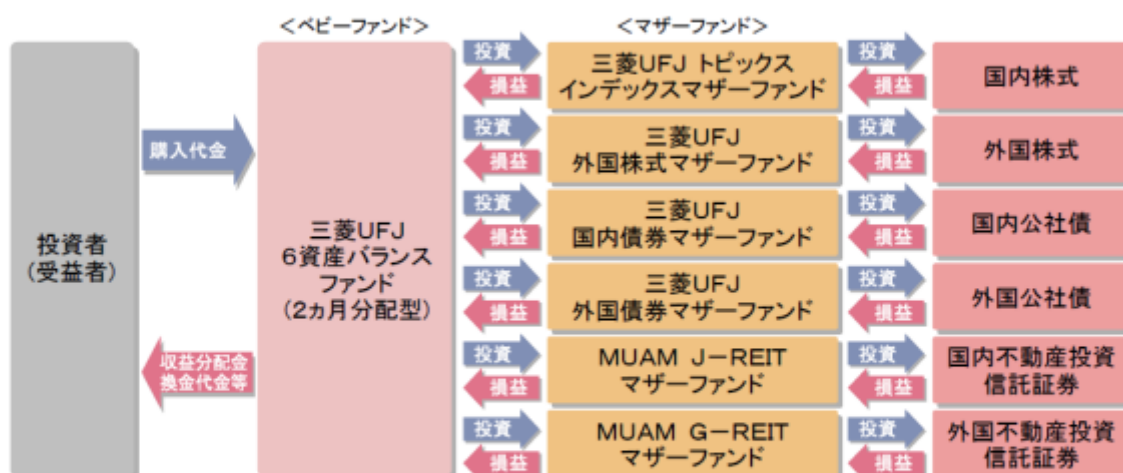 ＜ベビーファンド＞
＜マザーファンド＞
投資者
(受益者)
購入代金
収益分配金
換金代金等
三菱UFJ
6資産バランス
ファンド
(2ヵ月分配型)
投資
損益
三菱UFJ トピックス
インデックスマザーファンド
投資
損益
国内株式
投資
損益
三菱UFJ
外国株式マザーファンド
投資
損益
外国株式
投資
損益
三菱UFJ
国内債券マザーファンド
投資
損益
国内公社債
投資
損益
三菱UFJ
外国債券マザーファンド
投資
損益
外国公社債
投資
損益
MUAM J－REIT
マザーファンド
投資
損益
国内不動産投資
信託証券
投資
損益
MUAM G－REIT
マザーファンド
投資
損益
外国不動産投資
信託証券